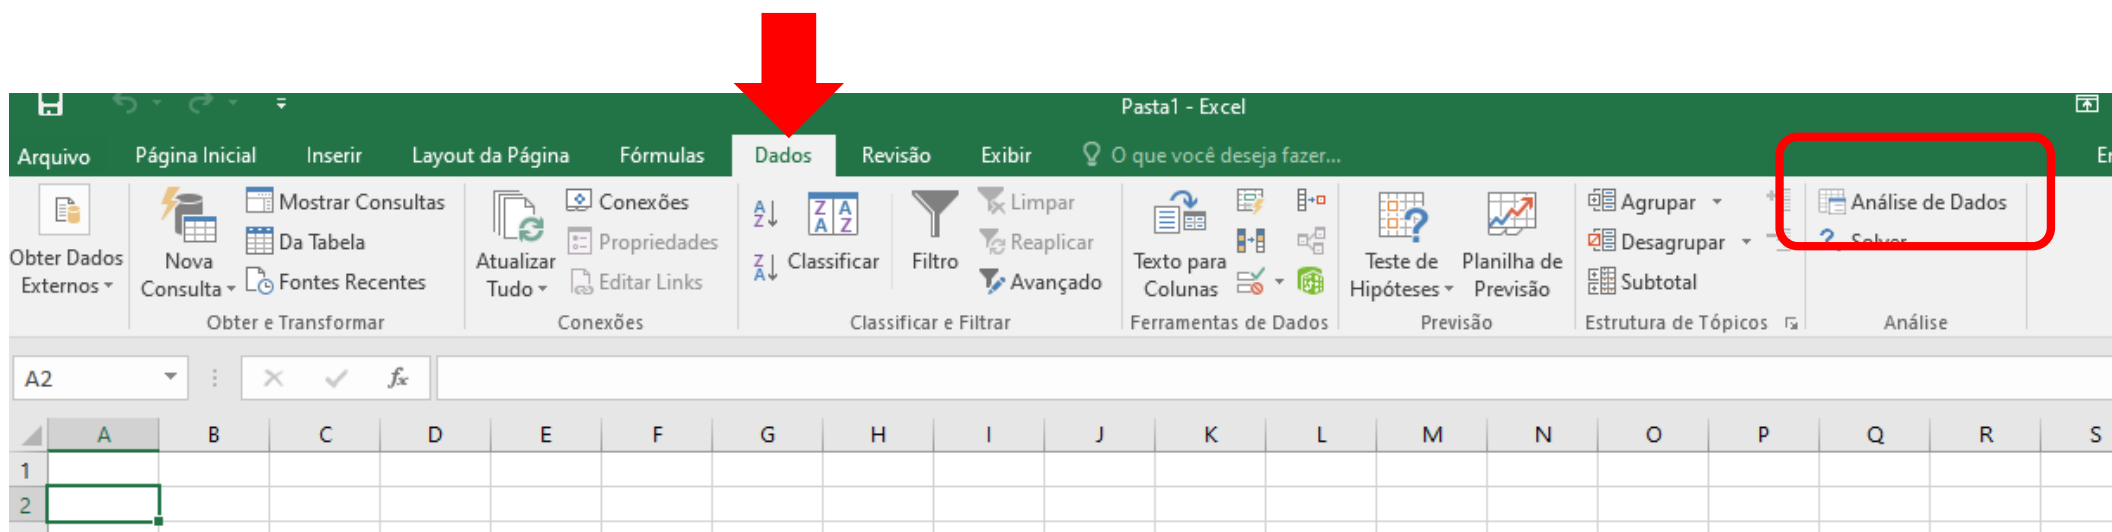 Pasta1 - Excel
Arquivo Página Inicial Inserir Layout da Página Fórmulas Dados Revisão Exibir O que você deseja fazer...
Obter Dados Externos
Nova Consulta
Mostrar Consultas
Da Tabela
Fontes Recentes
Obter e Transformar
Atualizar Tudo
Conexões
Propriedades
Editar Links
Conexões
Classificar
Filtro
Limpar
Reaplicar
Avançado
Classificar e Filtrar
Texto para Colunas
Ferramentas de Dados
Teste de Hipóteses
Planilha de Previsão
Previsão
Agrupar
Desagrupar
Subtotal
Estrutura de Tópicos
Análise de Dados
Solver
Análise
A2 fx
A B C D E F G H I J K L M N O P Q R S
1
2